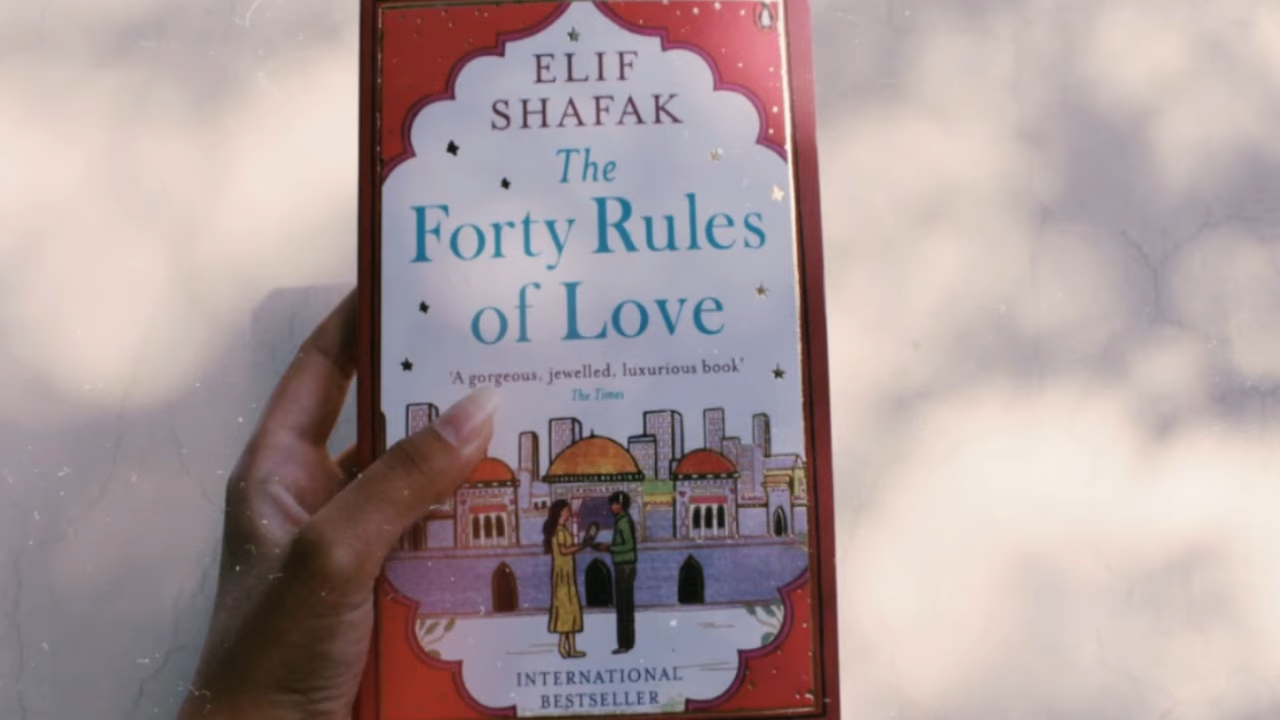 ELIF
SHAFAK
The
Forty Rules
of Love
'A gorgeous, jewelled, luxurious book'
The Times
INTERNATIONAL
BESTSELLER